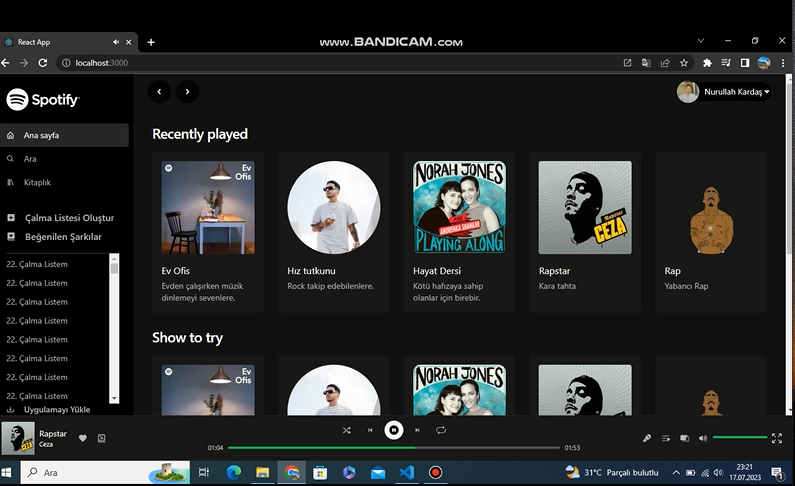 React App
www.BANDICAM.com
localhost:3000
Spotify
Nurullah Kardaş
Ana sayfa
Ara
Kitaplık
Çalma Listesi Oluştur
Beğenilen Şarkılar
22. Çalma Listem
22. Çalma Listem
22. Çalma Listem
22. Çalma Listem
22. Çalma Listem
22. Çalma Listem
22. Çalma Listem
22. Çalma Listem
Uygulamayı Yükle
Recently played
Ev
Ofis
Ev Ofis
Evden çalışırken müzik
dinlemeyi sevenlere.
Hız tutkunu
Rock takip edebilenlere.
NORAH JONES
ANOUSHKA SHANKAR
PLAYING ALONG
Hayat Dersi
Kötü hafızaya sahip
olanlar için birebir.
Rapstar
CEZA
Rapstar
Kara tahta
Rap
Yabancı Rap
Show to try
Ev
Ofis
NORAH JONES
Rapstar
Ceza
01:04
01:53
Ara
31°C Parçalı bulutlu
23:21
17.07.2023